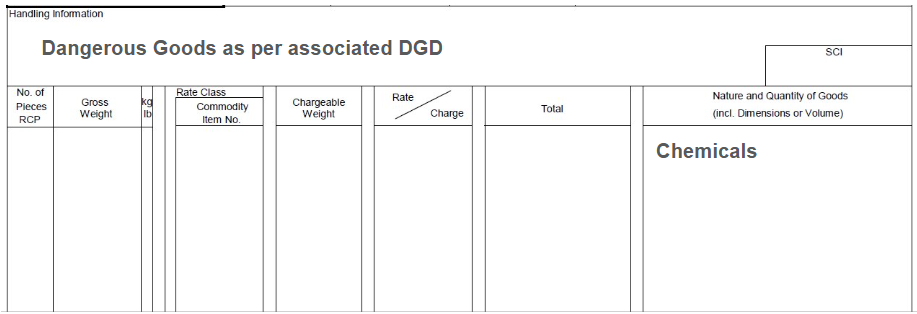 Handling Information
Dangerous Goods as per associated DGD
SCI
No. of
Pieces
RCP
Gross
Weight
kg
lb
Rate Class
Commodity
Item No.
Chargeable
Weight
Rate
Charge
Total
Nature and Quantity of Goods
(incl. Dimensions or Volume)
Chemicals